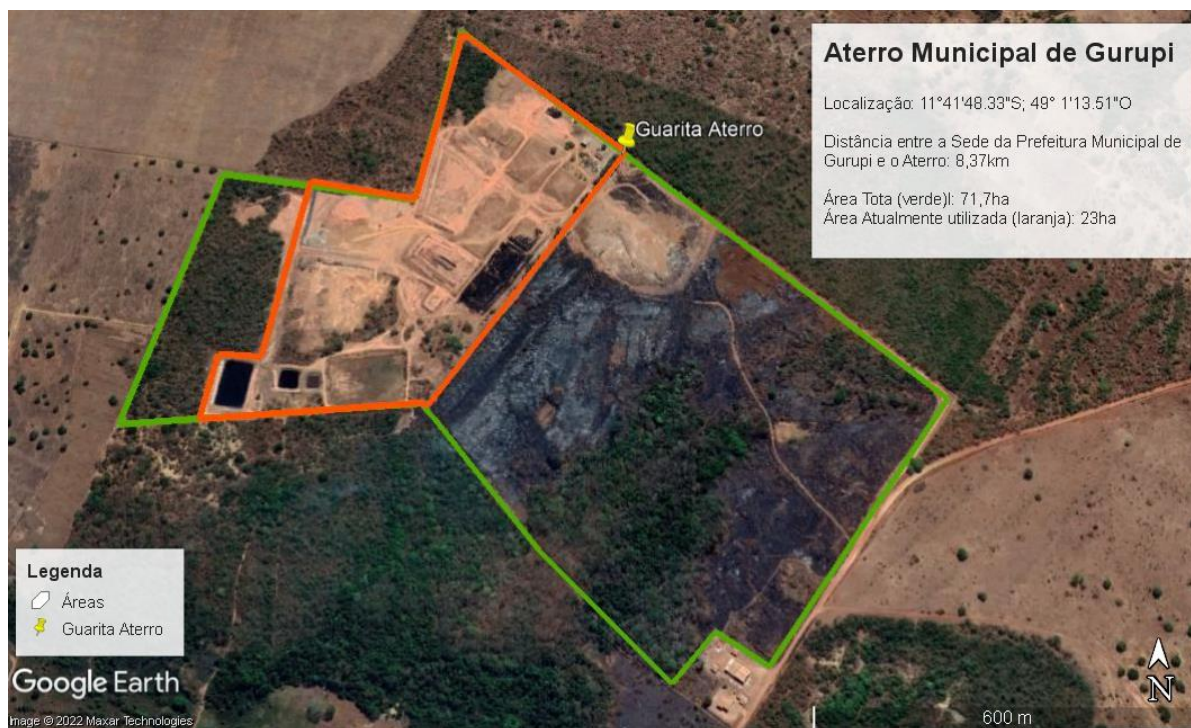 Aterro Municipal de Gurupi
Localização: 11°41'48.33"S; 49° 1'13.51"O
Distância entre a Sede da Prefeitura Municipal de
Gurupi e o Aterro: 8,37km
Área Tota (verde)l: 71,7ha
Área Atualmente utilizada (laranja): 23ha
Guarita Aterro
Legenda
Áreas
Guarita Aterro
Google Earth
Image © 2022 Maxar Technologies
600 m
N